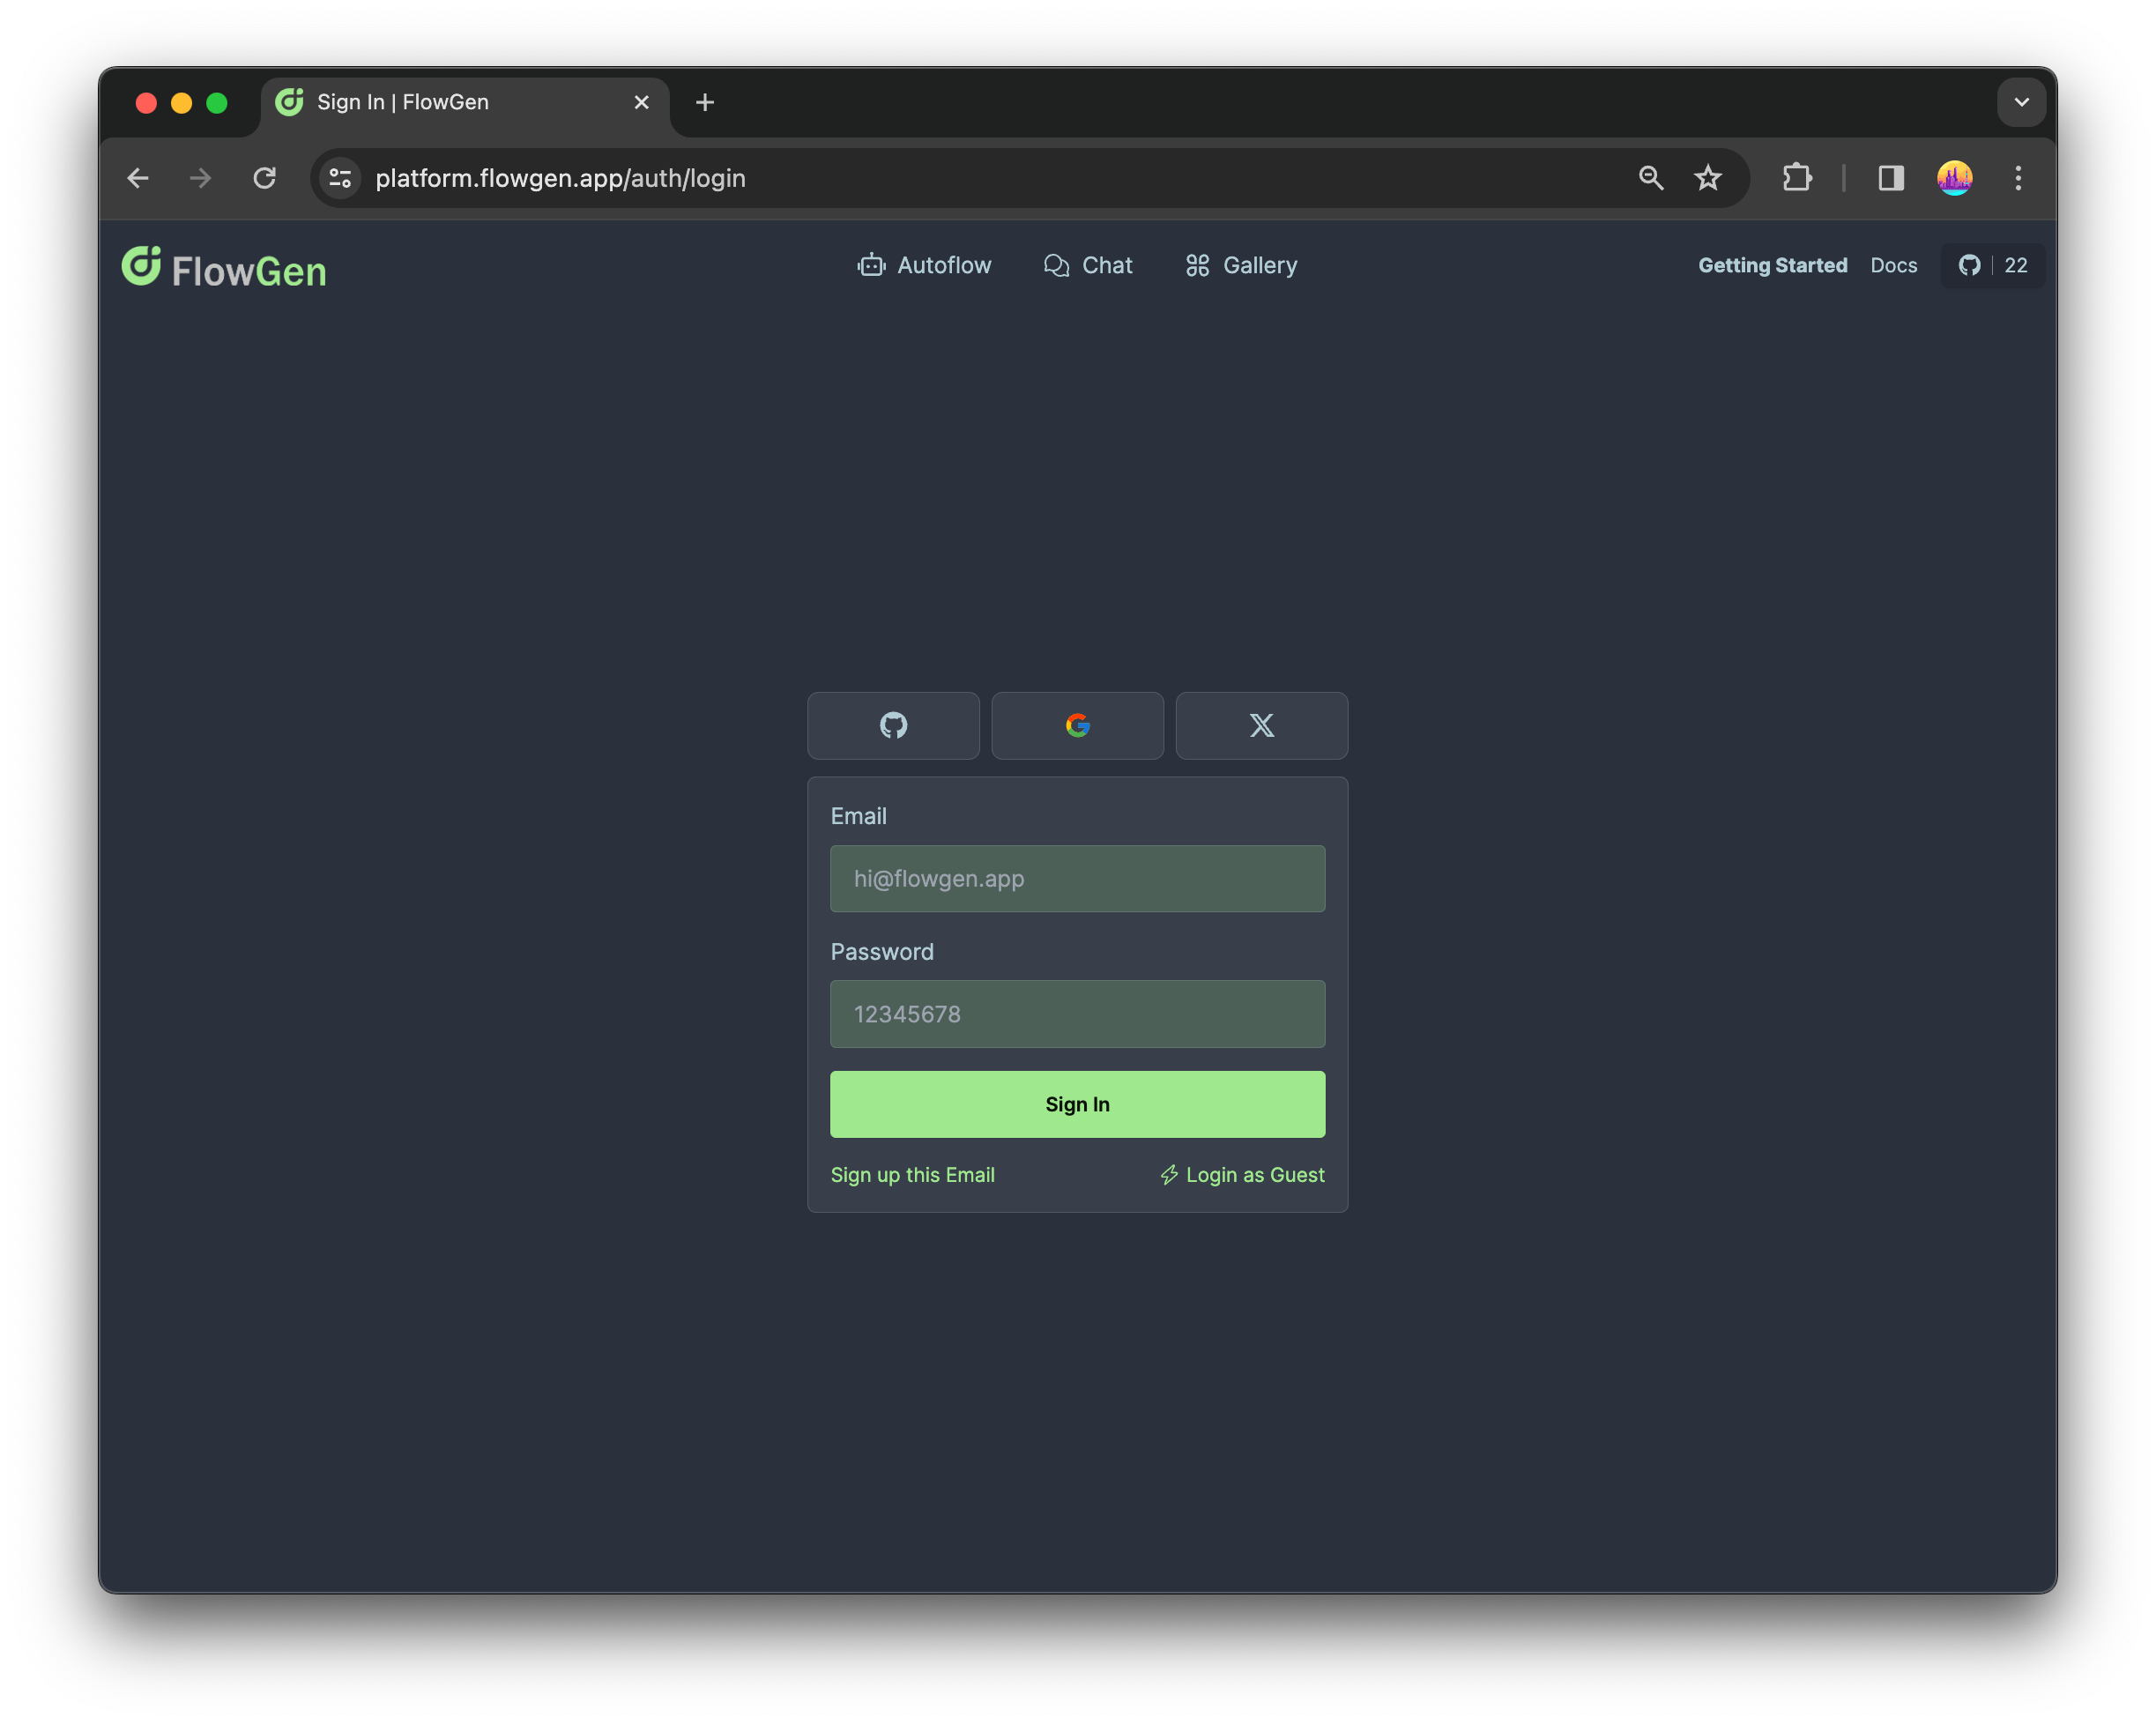 Sign In | FlowGen
platform.flowgen.app/auth/login
FlowGen
Autoflow
Chat
Gallery
Getting Started
Docs
22
Email
hi@flowgen.app
Password
12345678
Sign In
Sign up this Email
Login as Guest